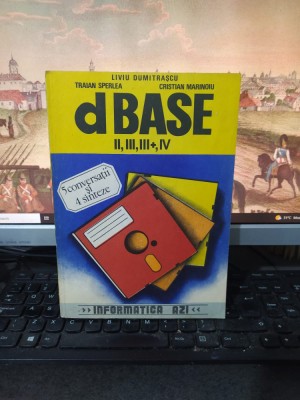 LIVIU DUMITRAȘCU
TRAIAN SPERLEA CRISTIAN MARINOIU
dBASE
II, III, III+, IV
5 conversații
și
4 sinteze
>> INFORMATICA AZI <<